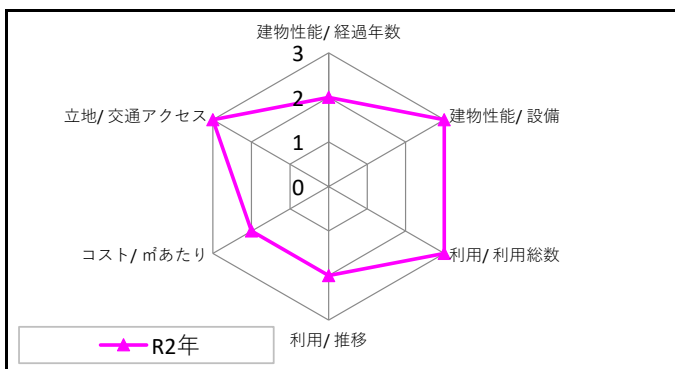 建物性能/ 経過年数
3
立地/ 交通アクセス
2
建物性能/ 設備
1
0
コスト/ ㎡あたり
利用/ 利用総数
利用/ 推移
R2年